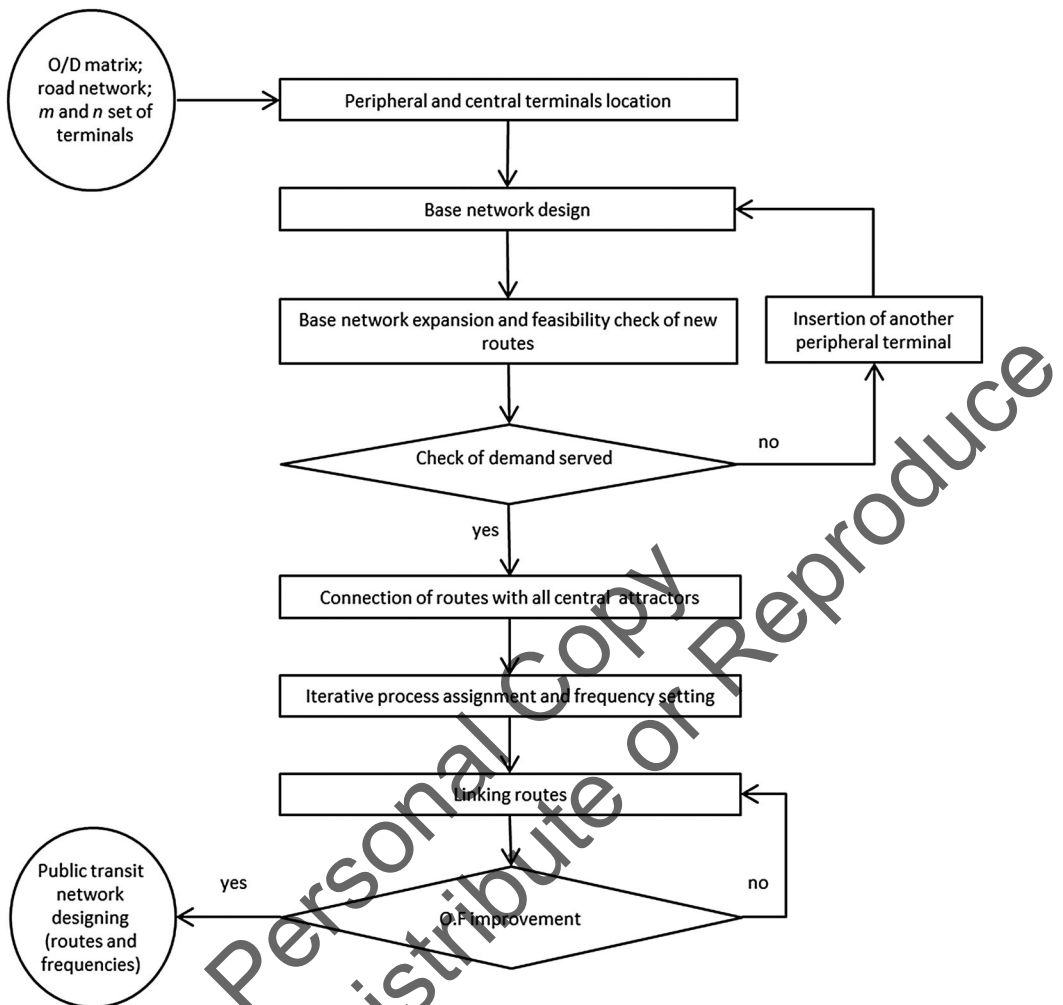 O/D matrix;
road network;
m and n set of
terminals
Peripheral and central terminals location
Base network design
Base network expansion and feasibility check of new
routes
Insertion of another
peripheral terminal
Check of demand served
no
yes
Connection of routes with all central attractors
Iterative process assignment and frequency setting
Linking routes
O.F improvement
no
yes
Public transit
network
designing
(routes and
frequencies)
Personal Copy
istribute or Reproduce